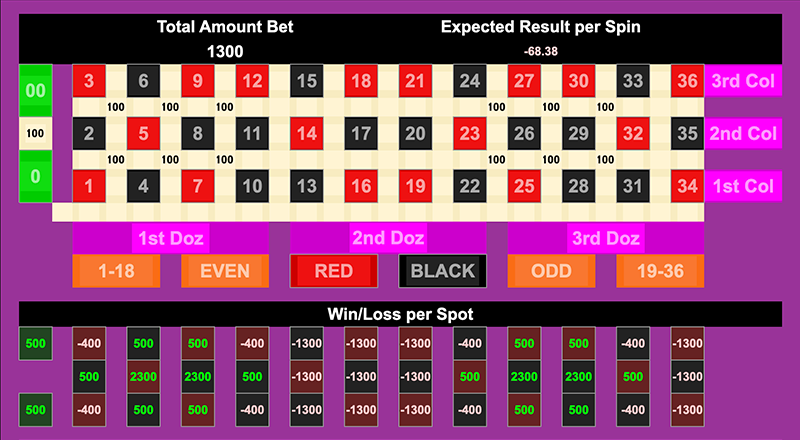 Total Amount Bet Expected Result per Spin
1300 -68.38
00 3 6 9 12 15 18 21 24 27 30 33 36 3rd Col
100 100 100 100 100 100
100 2 5 8 11 14 17 20 23 26 29 32 35 2nd Col
100 100 100 100 100 100
0 1 4 7 10 13 16 19 22 25 28 31 34 1st Col
1st Doz 2nd Doz 3rd Doz
1-18 EVEN RED BLACK ODD 19-36
Win/Loss per Spot
500 -400 500 500 -400 -1300 -1300 -1300 -400 500 500 -400 -1300
500 2300 2300 500 -1300 -1300 -1300 500 2300 2300 500 -1300
500 -400 500 500 -400 -1300 -1300 -1300 -400 500 500 -400 -1300